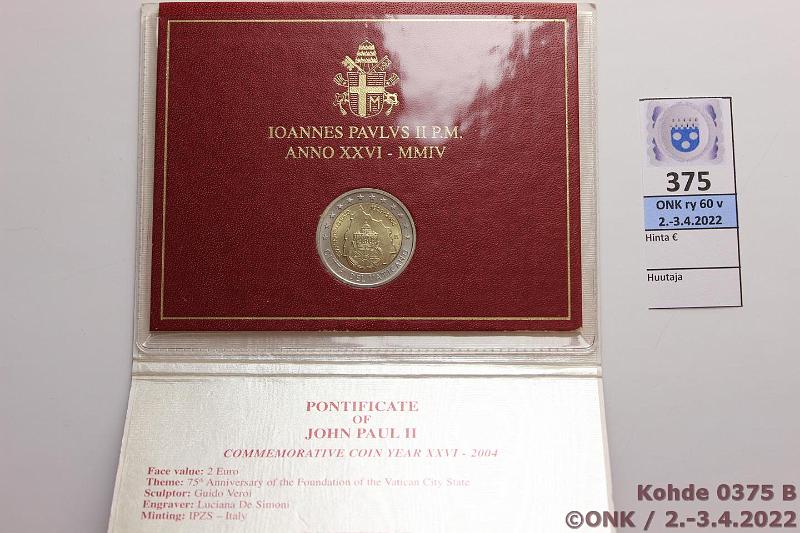 IOANNES PAVLVS II P.M.
ANNO XXVI - MMIV
375
ONK ry 60 v
2.-3.4.2022
Hinta €
Huutaja
PONTIFICATE
OF
JOHN PAUL II
COMMEMORATIVE COIN YEAR XXVI - 2004
Face value: 2 Euro
Theme: 75th Anniversary of the Foundation of the Vatican City State
Sculptor: Guido Veroi
Engraver: Luciana De Simoni
Minting: IPZS – Italy
Kohde 0375 B
©ONK / 2.-3.4.2022